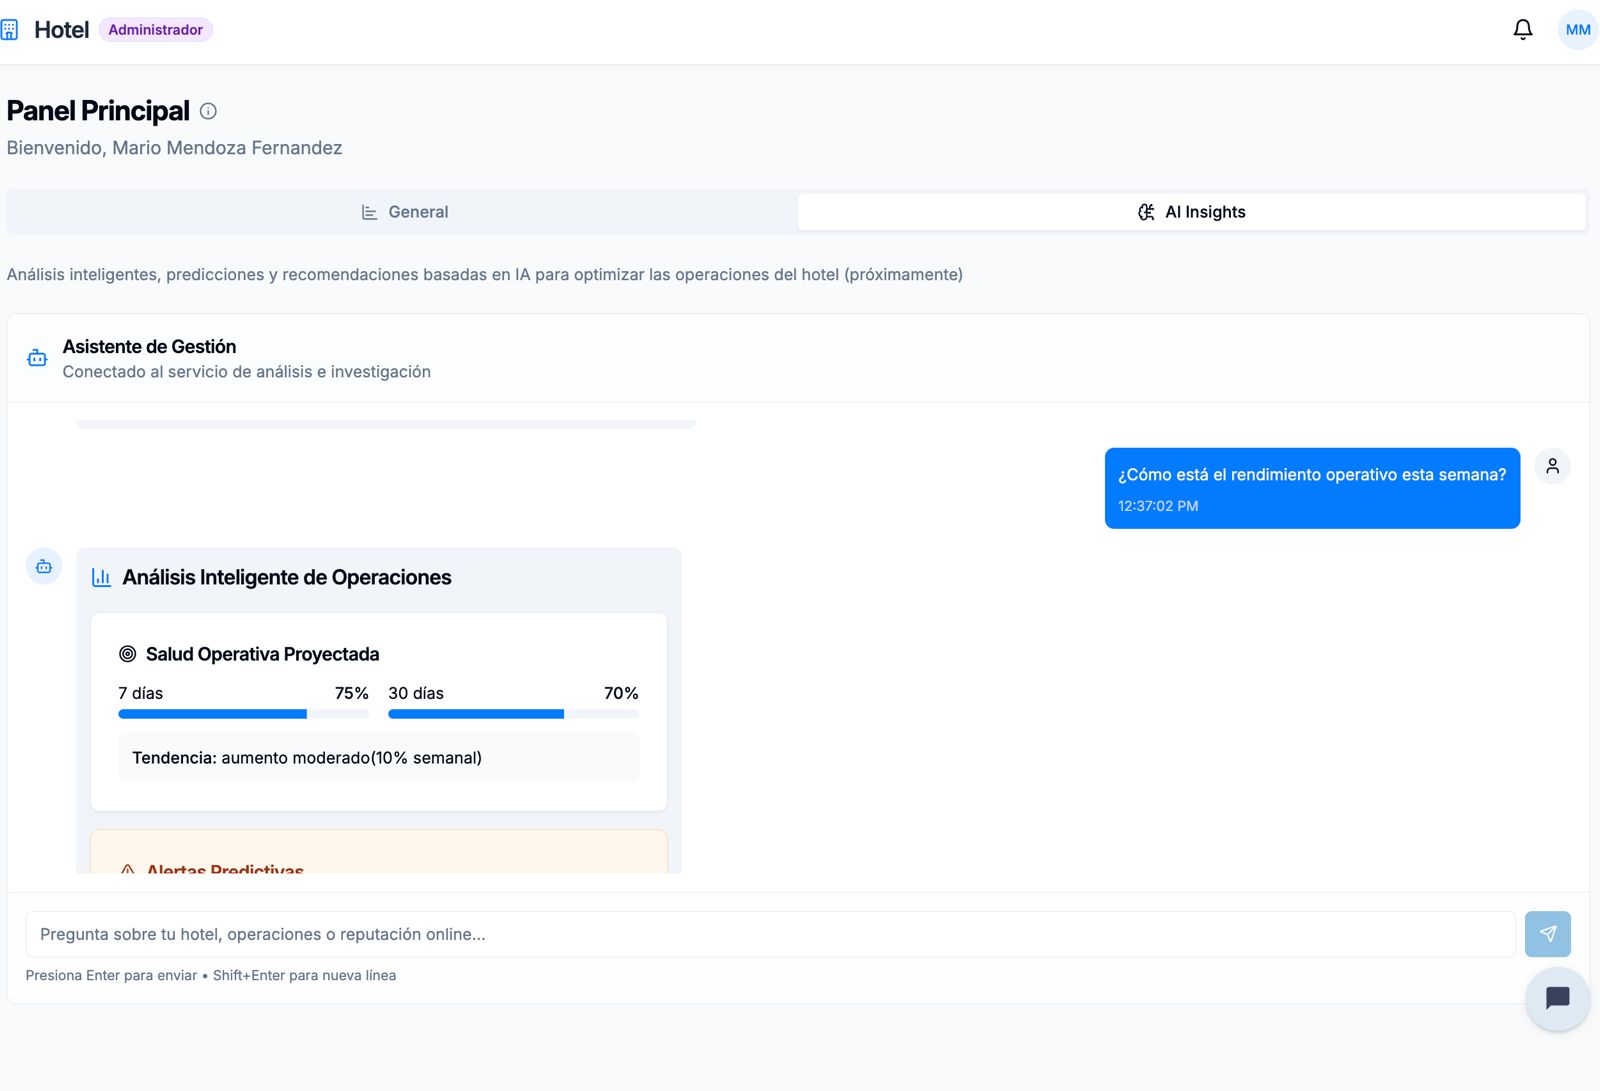 Hotel Administrador
MM
Panel Principal
Bienvenido, Mario Mendoza Fernandez
General
AI Insights
Análisis inteligentes, predicciones y recomendaciones basadas en IA para optimizar las operaciones del hotel (próximamente)
Asistente de Gestión
Conectado al servicio de análisis e investigación
¿Cómo está el rendimiento operativo esta semana?
12:37:02 PM
Análisis Inteligente de Operaciones
Salud Operativa Proyectada
7 días 75% 30 días 70%
Tendencia: aumento moderado(10% semanal)
Alertas Predictivas
Pregunta sobre tu hotel, operaciones o reputación online...
Presiona Enter para enviar • Shift+Enter para nueva línea